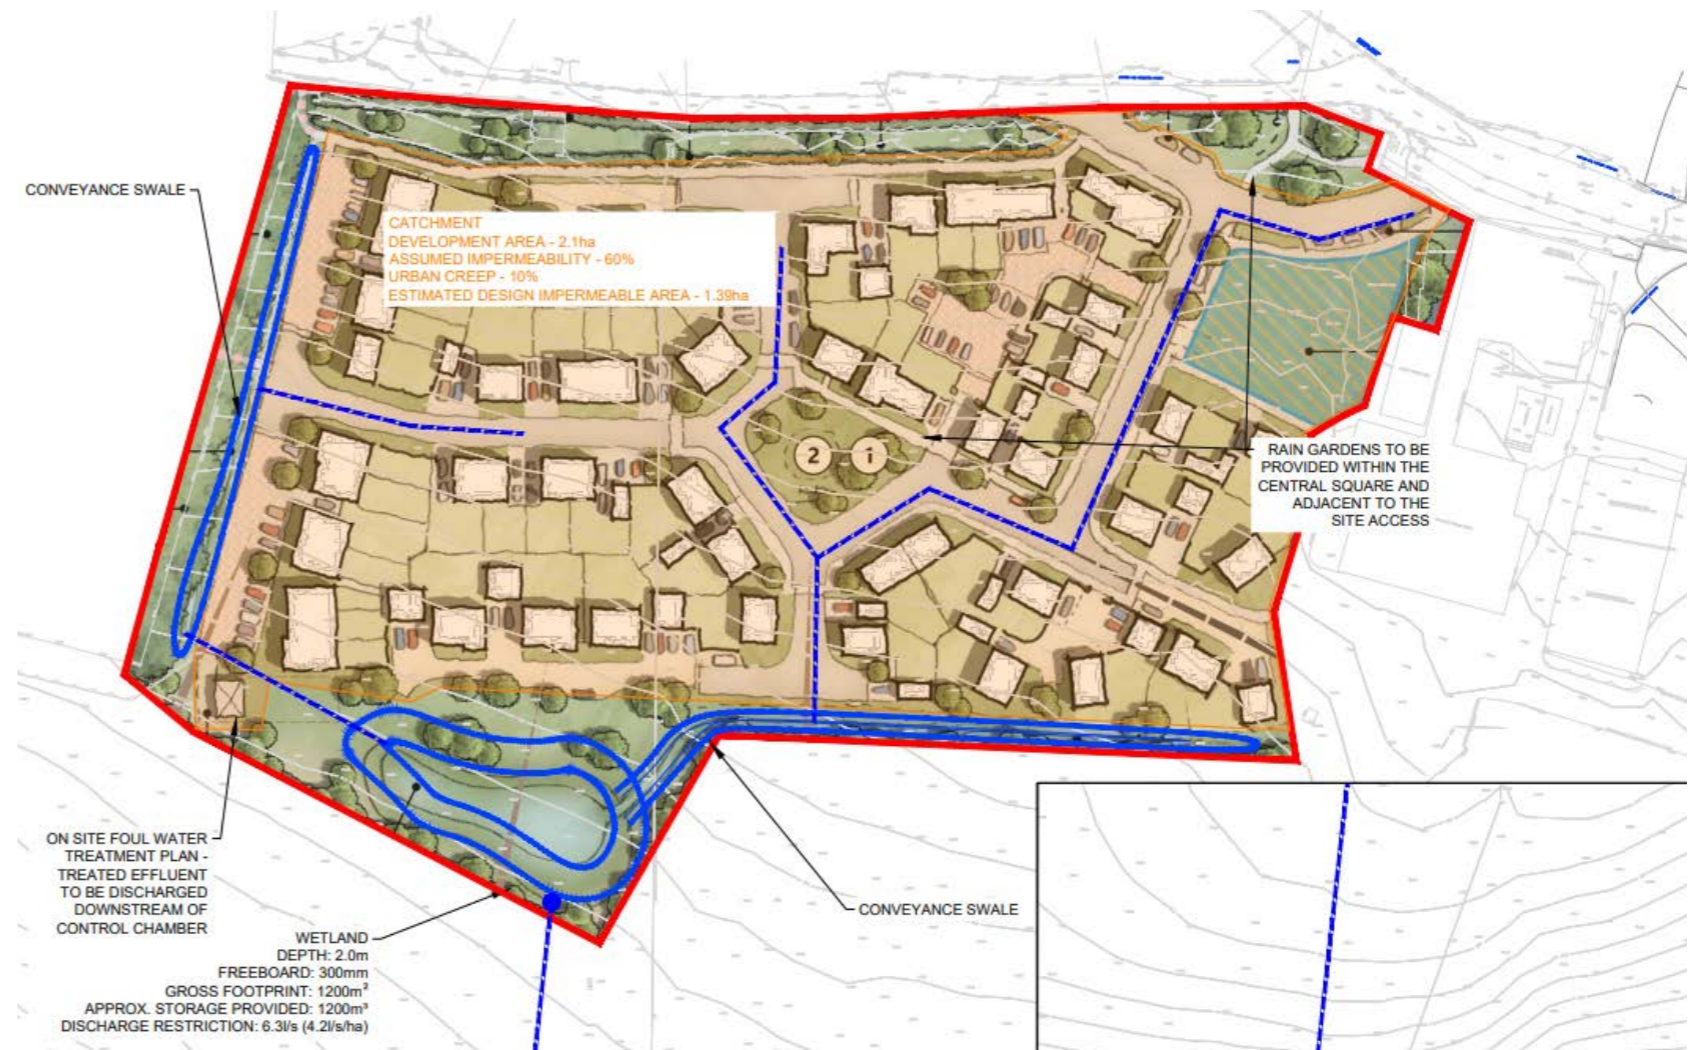 CONVEYANCE SWALE
CATCHMENT
DEVELOPMENT AREA - 2.1ha
ASSUMED IMPERMEABILITY - 60%
URBAN CREEP - 10%
ESTIMATED DESIGN IMPERMEABLE AREA - 1.39ha
2
1
RAIN GARDENS TO BE
PROVIDED WITHIN THE
CENTRAL SQUARE AND
ADJACENT TO THE
SITE ACCESS
ON SITE FOUL WATER
TREATMENT PLAN -
TREATED EFFLUENT
TO BE DISCHARGED
DOWNSTREAM OF
CONTROL CHAMBER
CONVEYANCE SWALE
WETLAND
DEPTH: 2.0m
FREEBOARD: 300mm
GROSS FOOTPRINT: 1200m²
APPROX. STORAGE PROVIDED: 1200m³
DISCHARGE RESTRICTION: 6.3l/s (4.2l/s/ha)